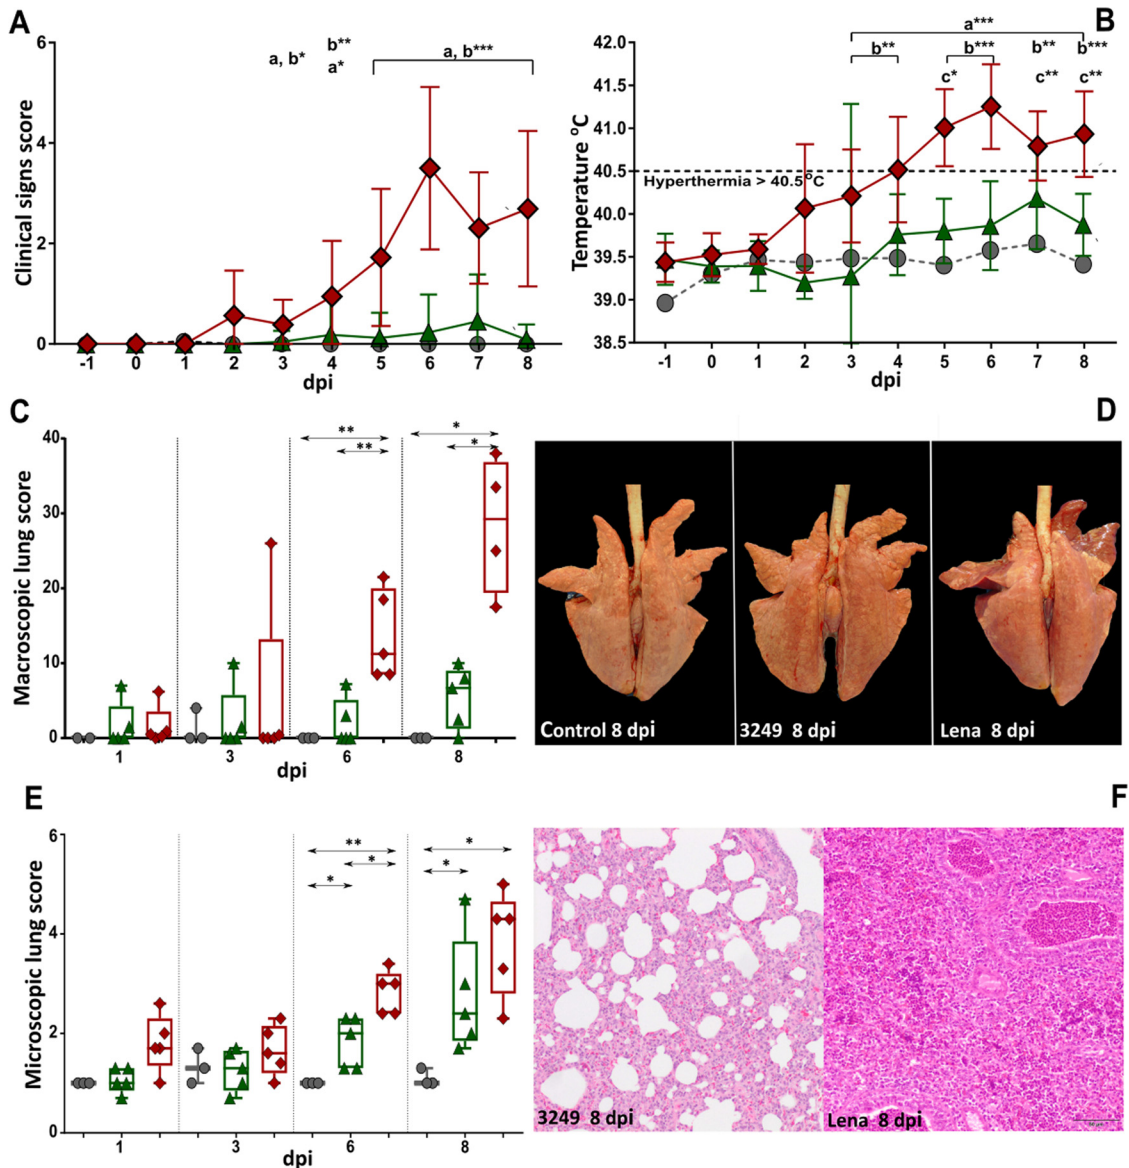 A
Clinical signs score
6
4
2
0
a, b*
b**
a*
a, b***
-1 0 1 2 3 4 5 6 7 8
dpi
B
Temperature °C
42.0
41.5
41.0
40.5
40.0
39.5
39.0
38.5
a***
b** b*** b** b***
c* c** c**
Hyperthermia > 40.5°C
-1 0 1 2 3 4 5 6 7 8
dpi
C
Macroscopic lung score
40
30
20
10
0
** *
** *
1 3 6 8
dpi
D
Control 8 dpi
3249 8 dpi
Lena 8 dpi
E
Microscopic lung score
6
4
2
0
** *
* *
*
1 3 6 8
dpi
F
3249 8 dpi
Lena 8 dpi